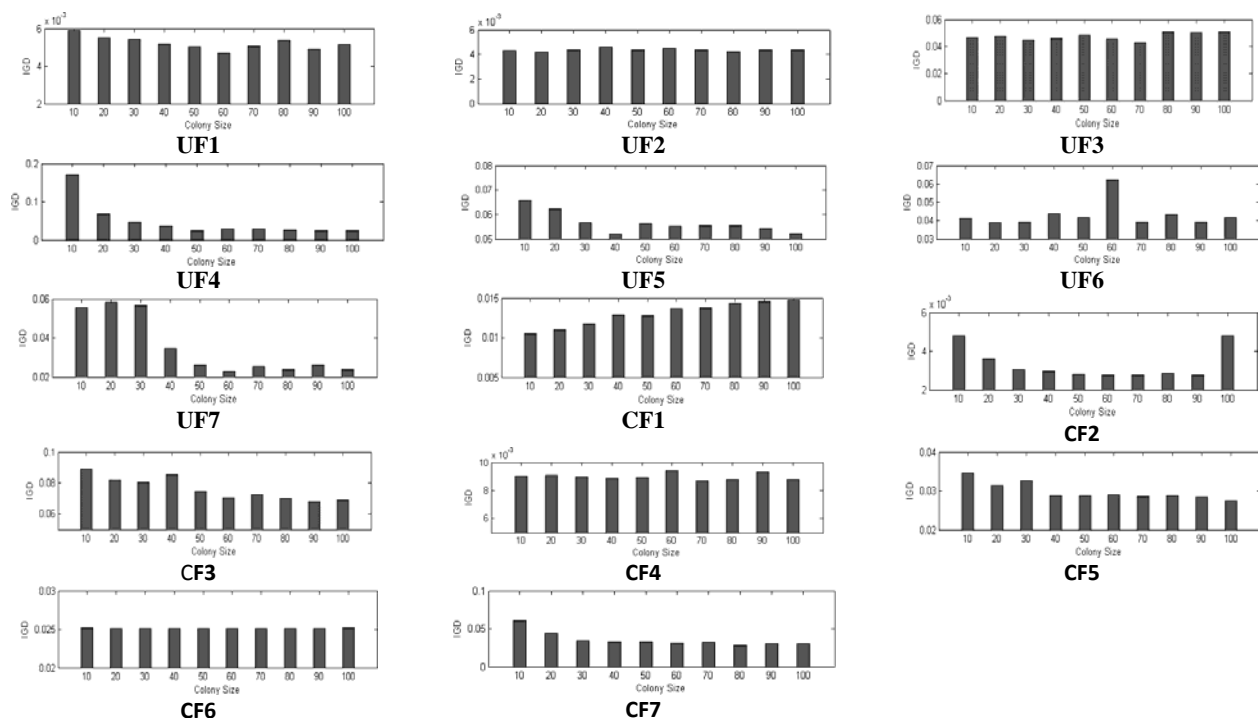 x 10⁻³
6
4
2
IGD
10 20 30 40 50 60 70 80 90 100
Colony Size
UF1
x 10⁻³
6
4
2
0
IGD
10 20 30 40 50 60 70 80 90 100
Colony Size
UF2
0.06
0.04
0.02
0
IGD
10 20 30 40 50 60 70 80 90 100
Colony Size
UF3
0.2
0.1
0
IGD
10 20 30 40 50 60 70 80 90 100
Colony Size
UF4
0.08
0.07
0.06
0.05
IGD
10 20 30 40 50 60 70 80 90 100
Colony Size
UF5
0.07
0.06
0.05
0.04
0.03
IGD
10 20 30 40 50 60 70 80 90 100
Colony Size
UF6
0.06
0.04
0.02
IGD
10 20 30 40 50 60 70 80 90 100
Colony Size
UF7
0.015
0.01
0.005
IGD
10 20 30 40 50 60 70 80 90 100
Colony Size
CF1
x 10⁻³
6
4
2
IGD
10 20 30 40 50 60 70 80 90 100
Colony Size
CF2
0.1
0.08
0.06
IGD
10 20 30 40 50 60 70 80 90 100
Colony Size
CF3
x 10⁻³
10
8
6
IGD
10 20 30 40 50 60 70 80 90 100
Colony Size
CF4
0.04
0.03
0.02
IGD
10 20 30 40 50 60 70 80 90 100
Colony Size
CF5
0.03
0.025
0.02
IGD
10 20 30 40 50 60 70 80 90 100
Colony Size
CF6
0.1
0.05
0
IGD
10 20 30 40 50 60 70 80 90 100
Colony Size
CF7